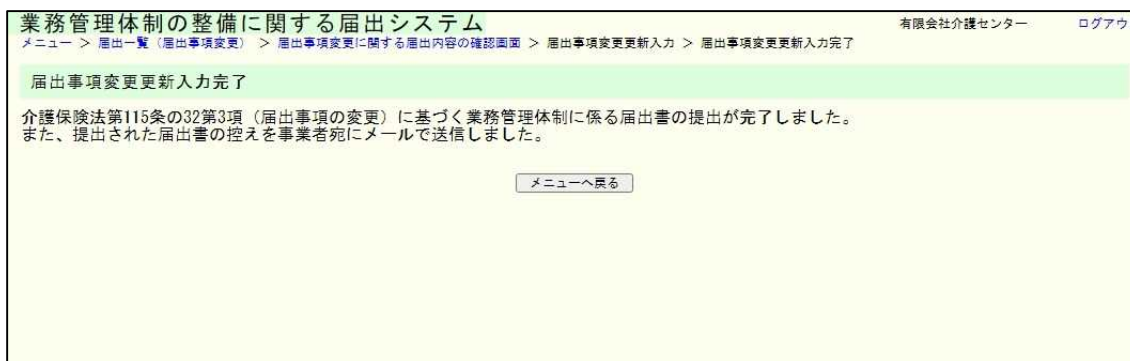 業務管理体制の整備に関する届出システム
有限会社介護センター ログアウ
メニュー ＞ 届出一覧（届出事項変更） ＞ 届出事項変更に関する届出内容の確認画面 ＞ 届出事項変更更新入力 ＞ 届出事項変更更新入力完了
届出事項変更更新入力完了
介護保険法第115条の32第3項（届出事項の変更）に基づく業務管理体制に係る届出書の提出が完了しました。
また、提出された届出書の控えを事業者宛にメールで送信しました。
メニューへ戻る